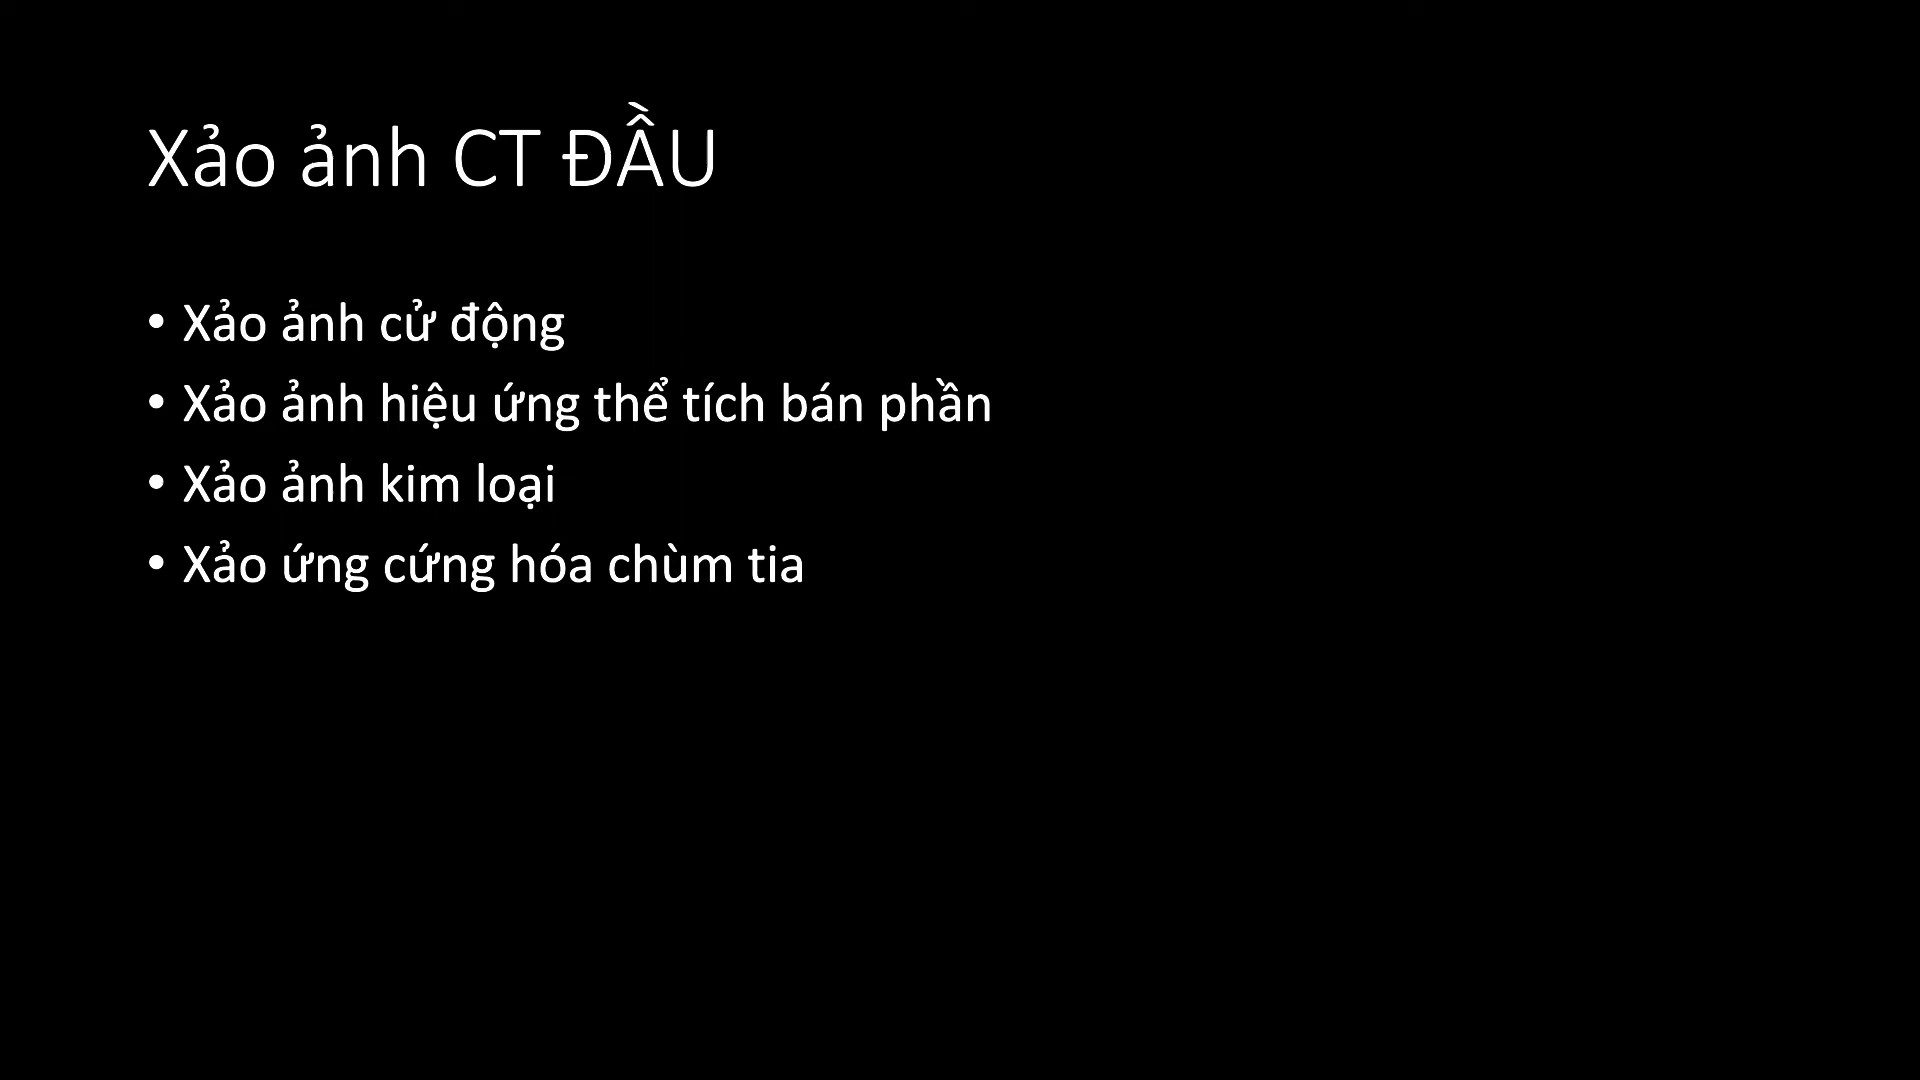 Xảo ảnh CT ĐẦU
• Xảo ảnh cử động
• Xảo ảnh hiệu ứng thể tích bán phần
• Xảo ảnh kim loại
• Xảo ứng cứng hóa chùm tia